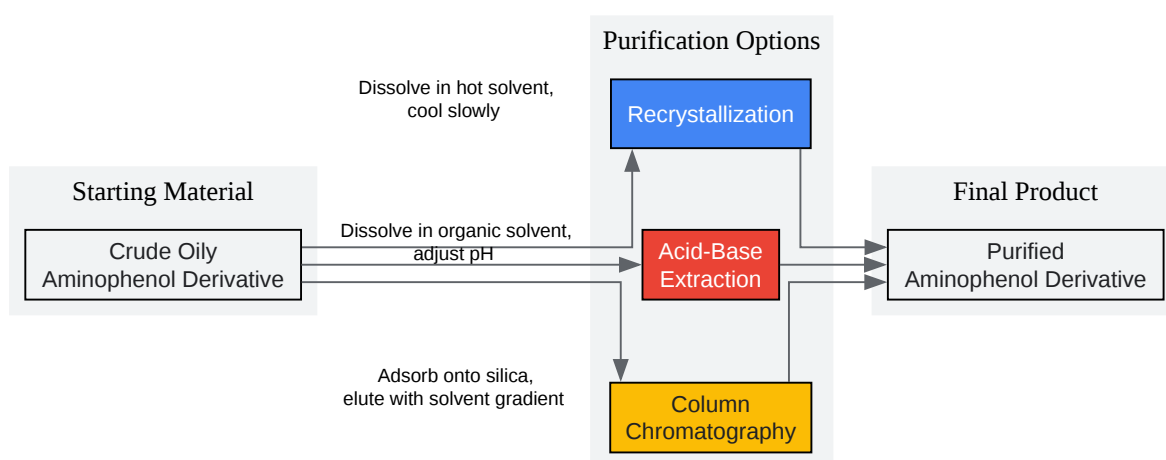 Purification Options
Dissolve in hot solvent,
cool slowly
Recrystallization
Starting Material
Final Product
Crude Oily
Aminophenol Derivative
Dissolve in organic solvent,
adjust pH
Acid-Base
Extraction
Purified
Aminophenol Derivative
Adsorb onto silica,
elute with solvent gradient
Column
Chromatography